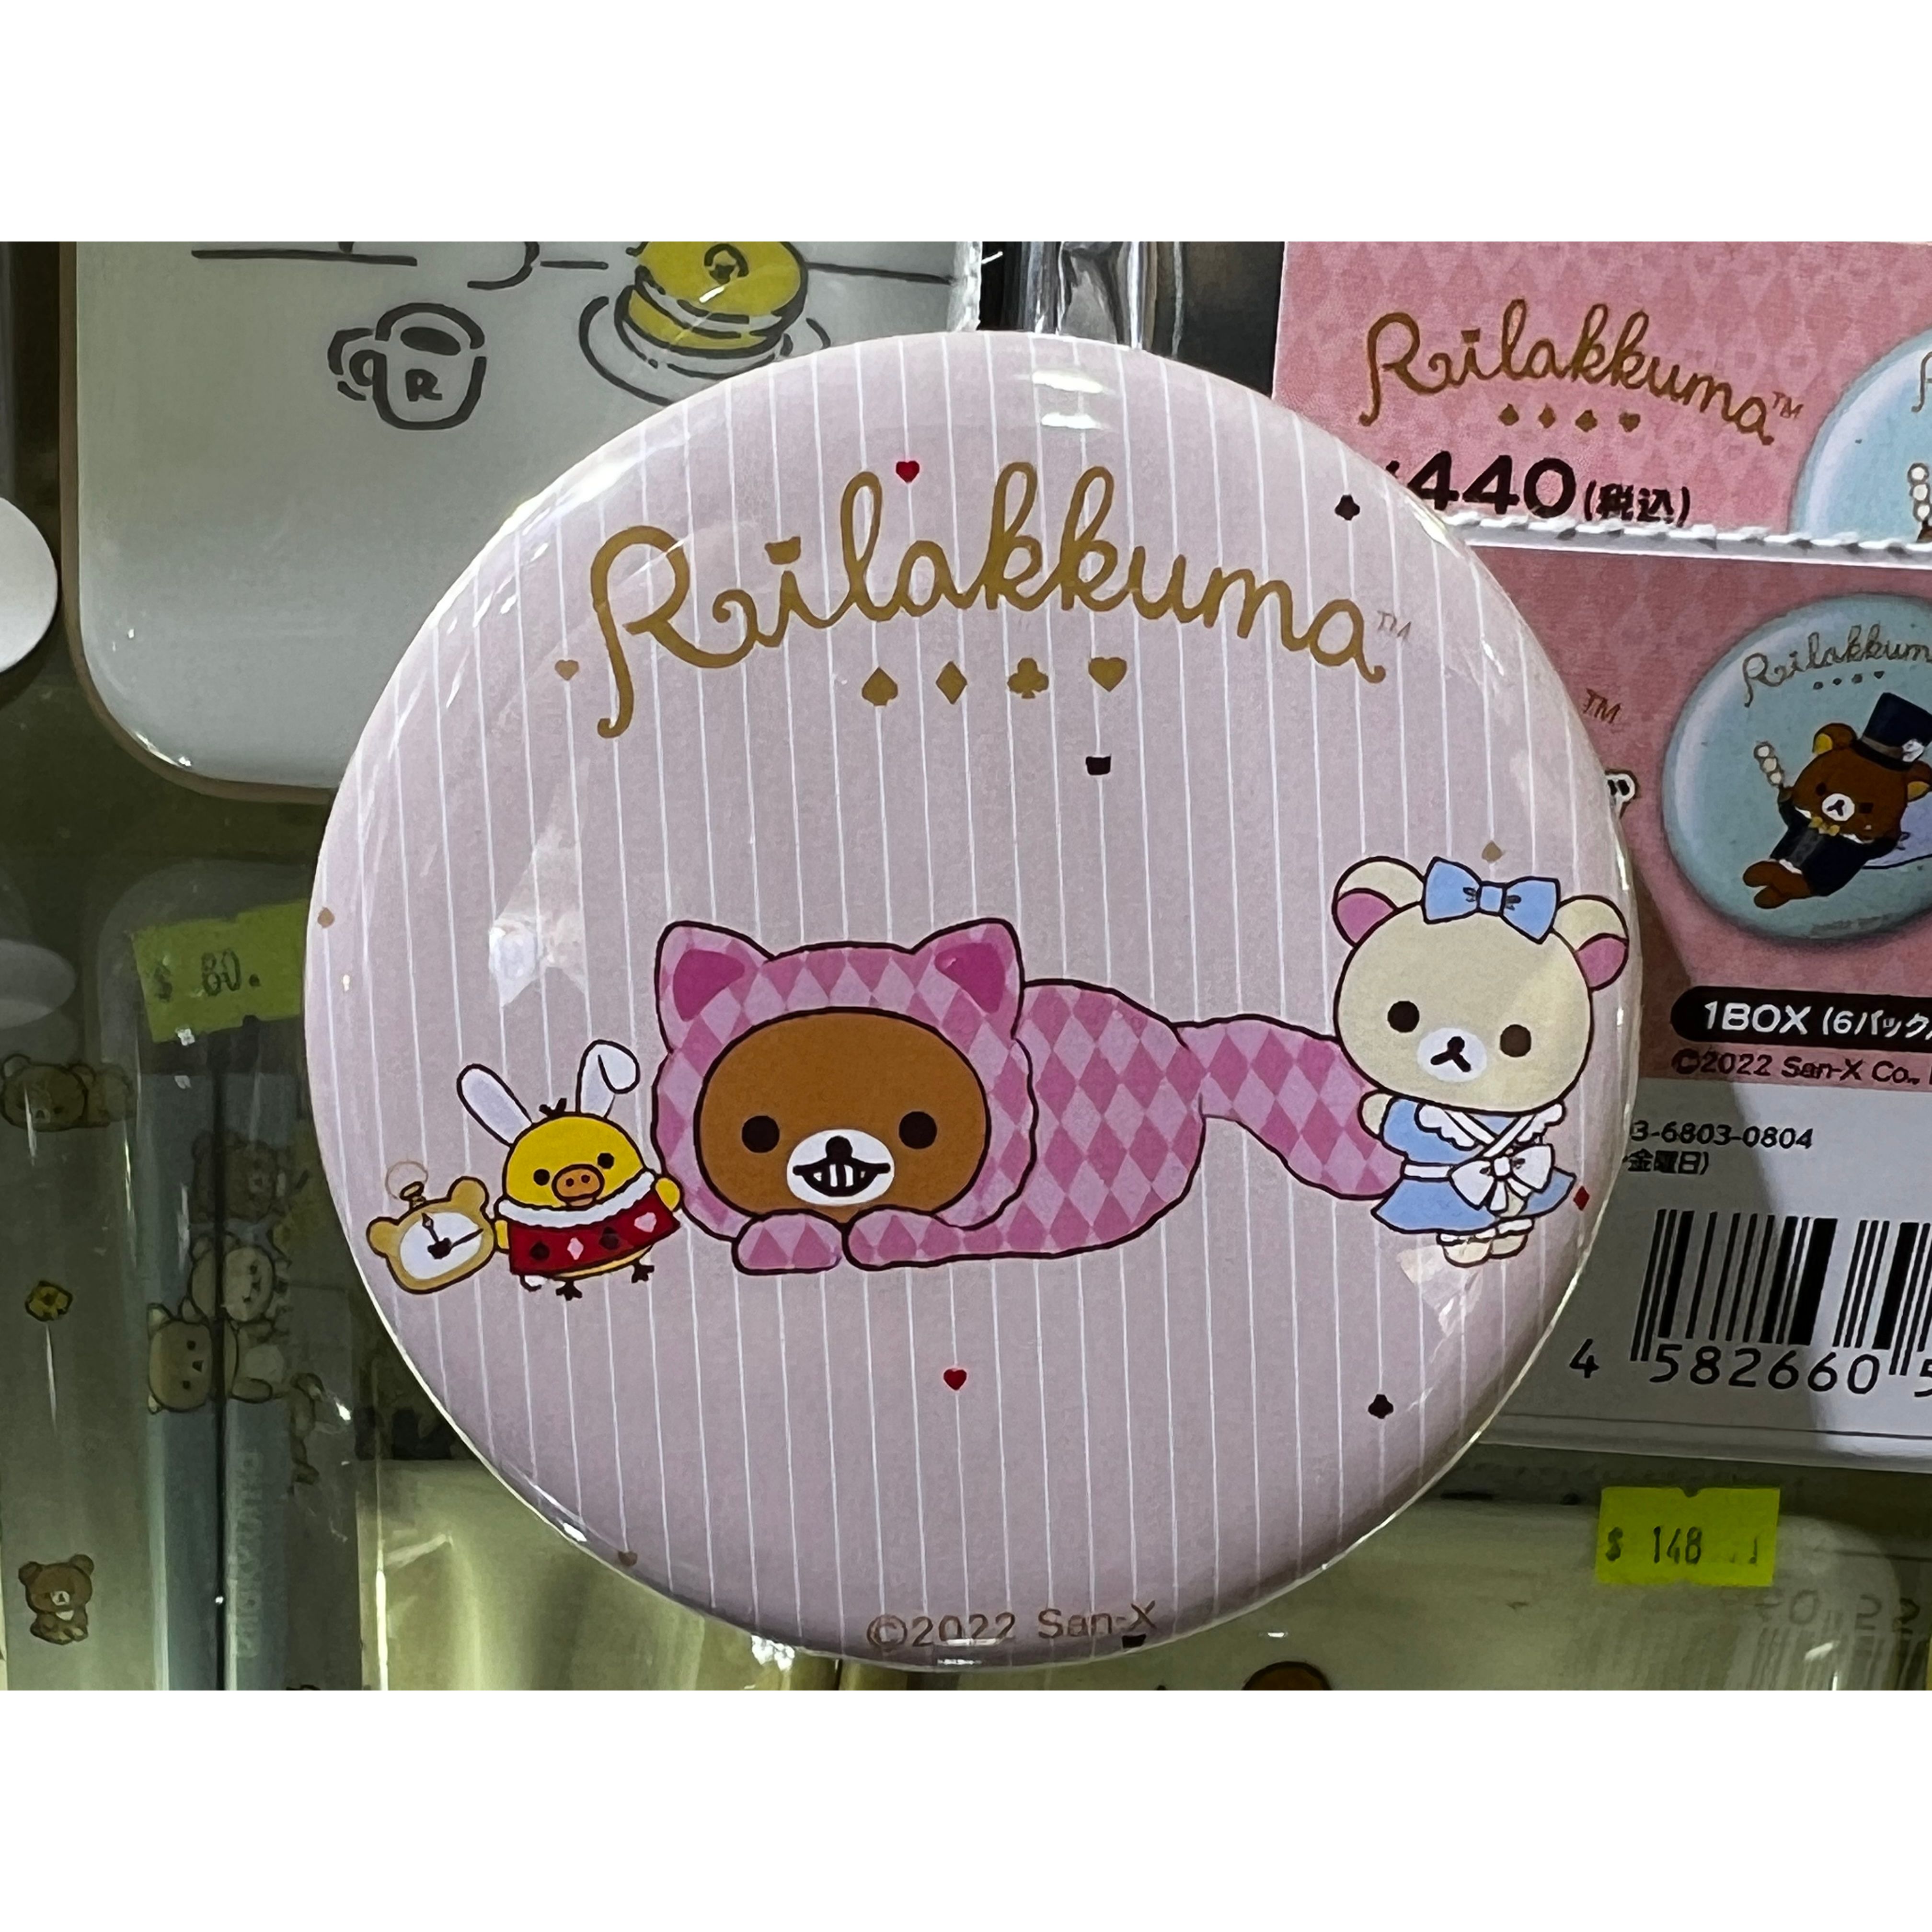 R
Rilakkuma™
¥440(税込)
Rilakkuma™
™
$ 80.
1BOX (6パック
©2022 San-X Co.,
3-6803-0804
金曜日)
4 582660 5
$ 148
©2022 San-X